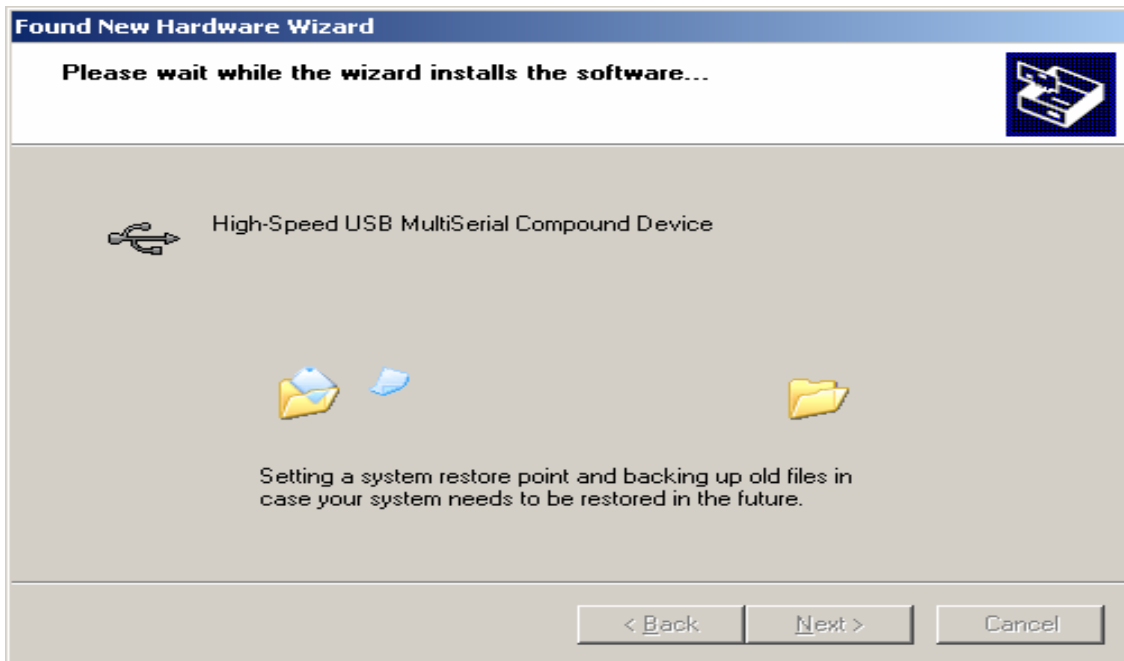 Found New Hardware Wizard
Please wait while the wizard installs the software...
High-Speed USB MultiSerial Compound Device
Setting a system restore point and backing up old files in
case your system needs to be restored in the future.
< Back
Next >
Cancel